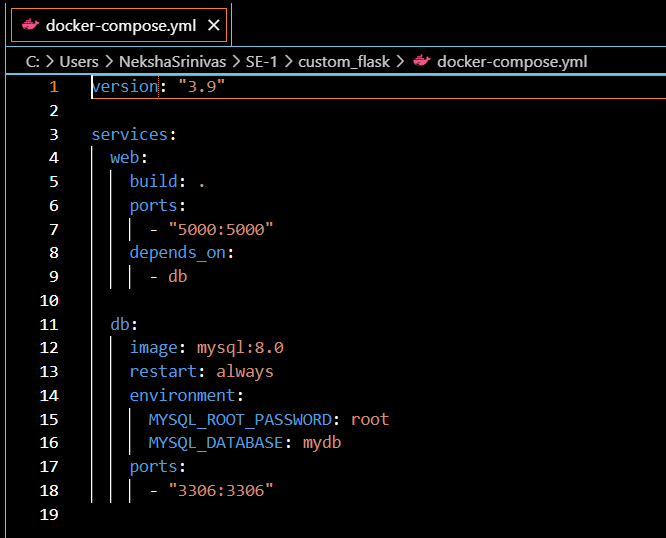 docker-compose.yml ×
C: > Users > NekshaSrinivas > SE-1 > custom_flask > docker-compose.yml
1 version: "3.9"
2
3 services:
4   web:
5     build: .
6     ports:
7       - "5000:5000"
8     depends_on:
9       - db
10
11   db:
12     image: mysql:8.0
13     restart: always
14     environment:
15       MYSQL_ROOT_PASSWORD: root
16       MYSQL_DATABASE: mydb
17     ports:
18       - "3306:3306"
19